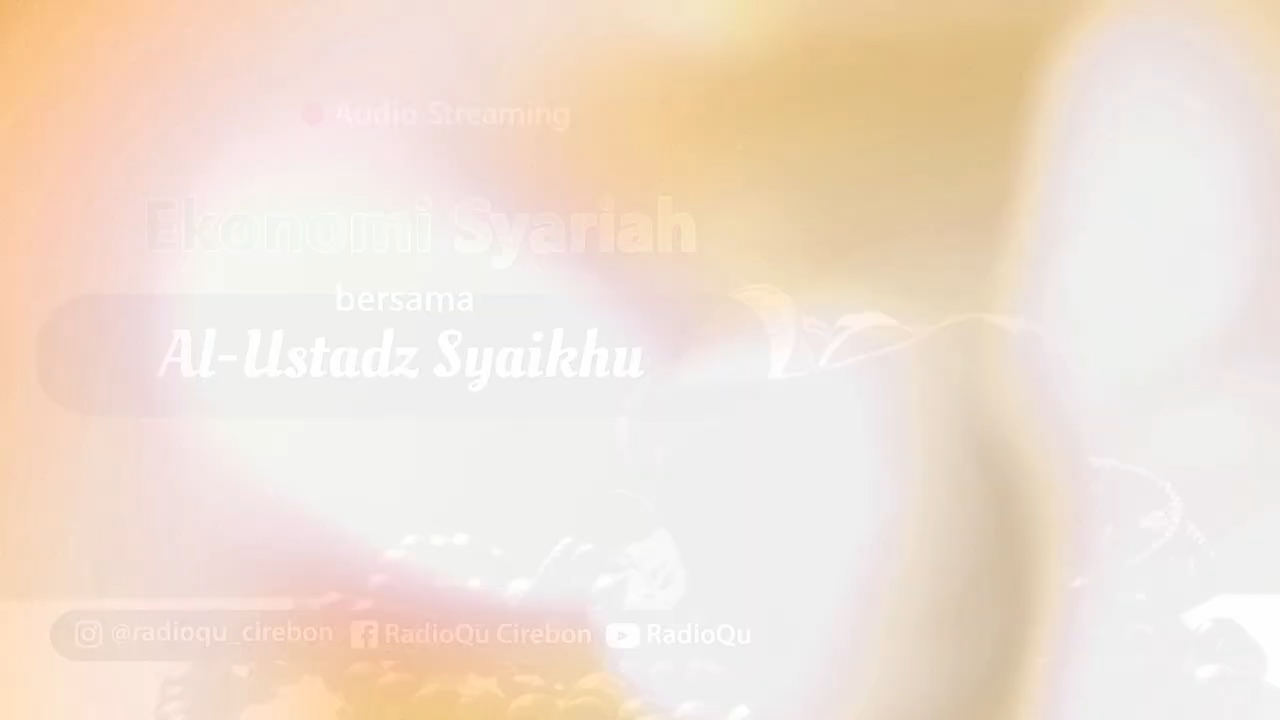 Audio Streaming
Ekonomi Syariah
bersama
Al-Ustadz Syaikhu
@radioqu_cirebon RadioQu Cirebon RadioQu